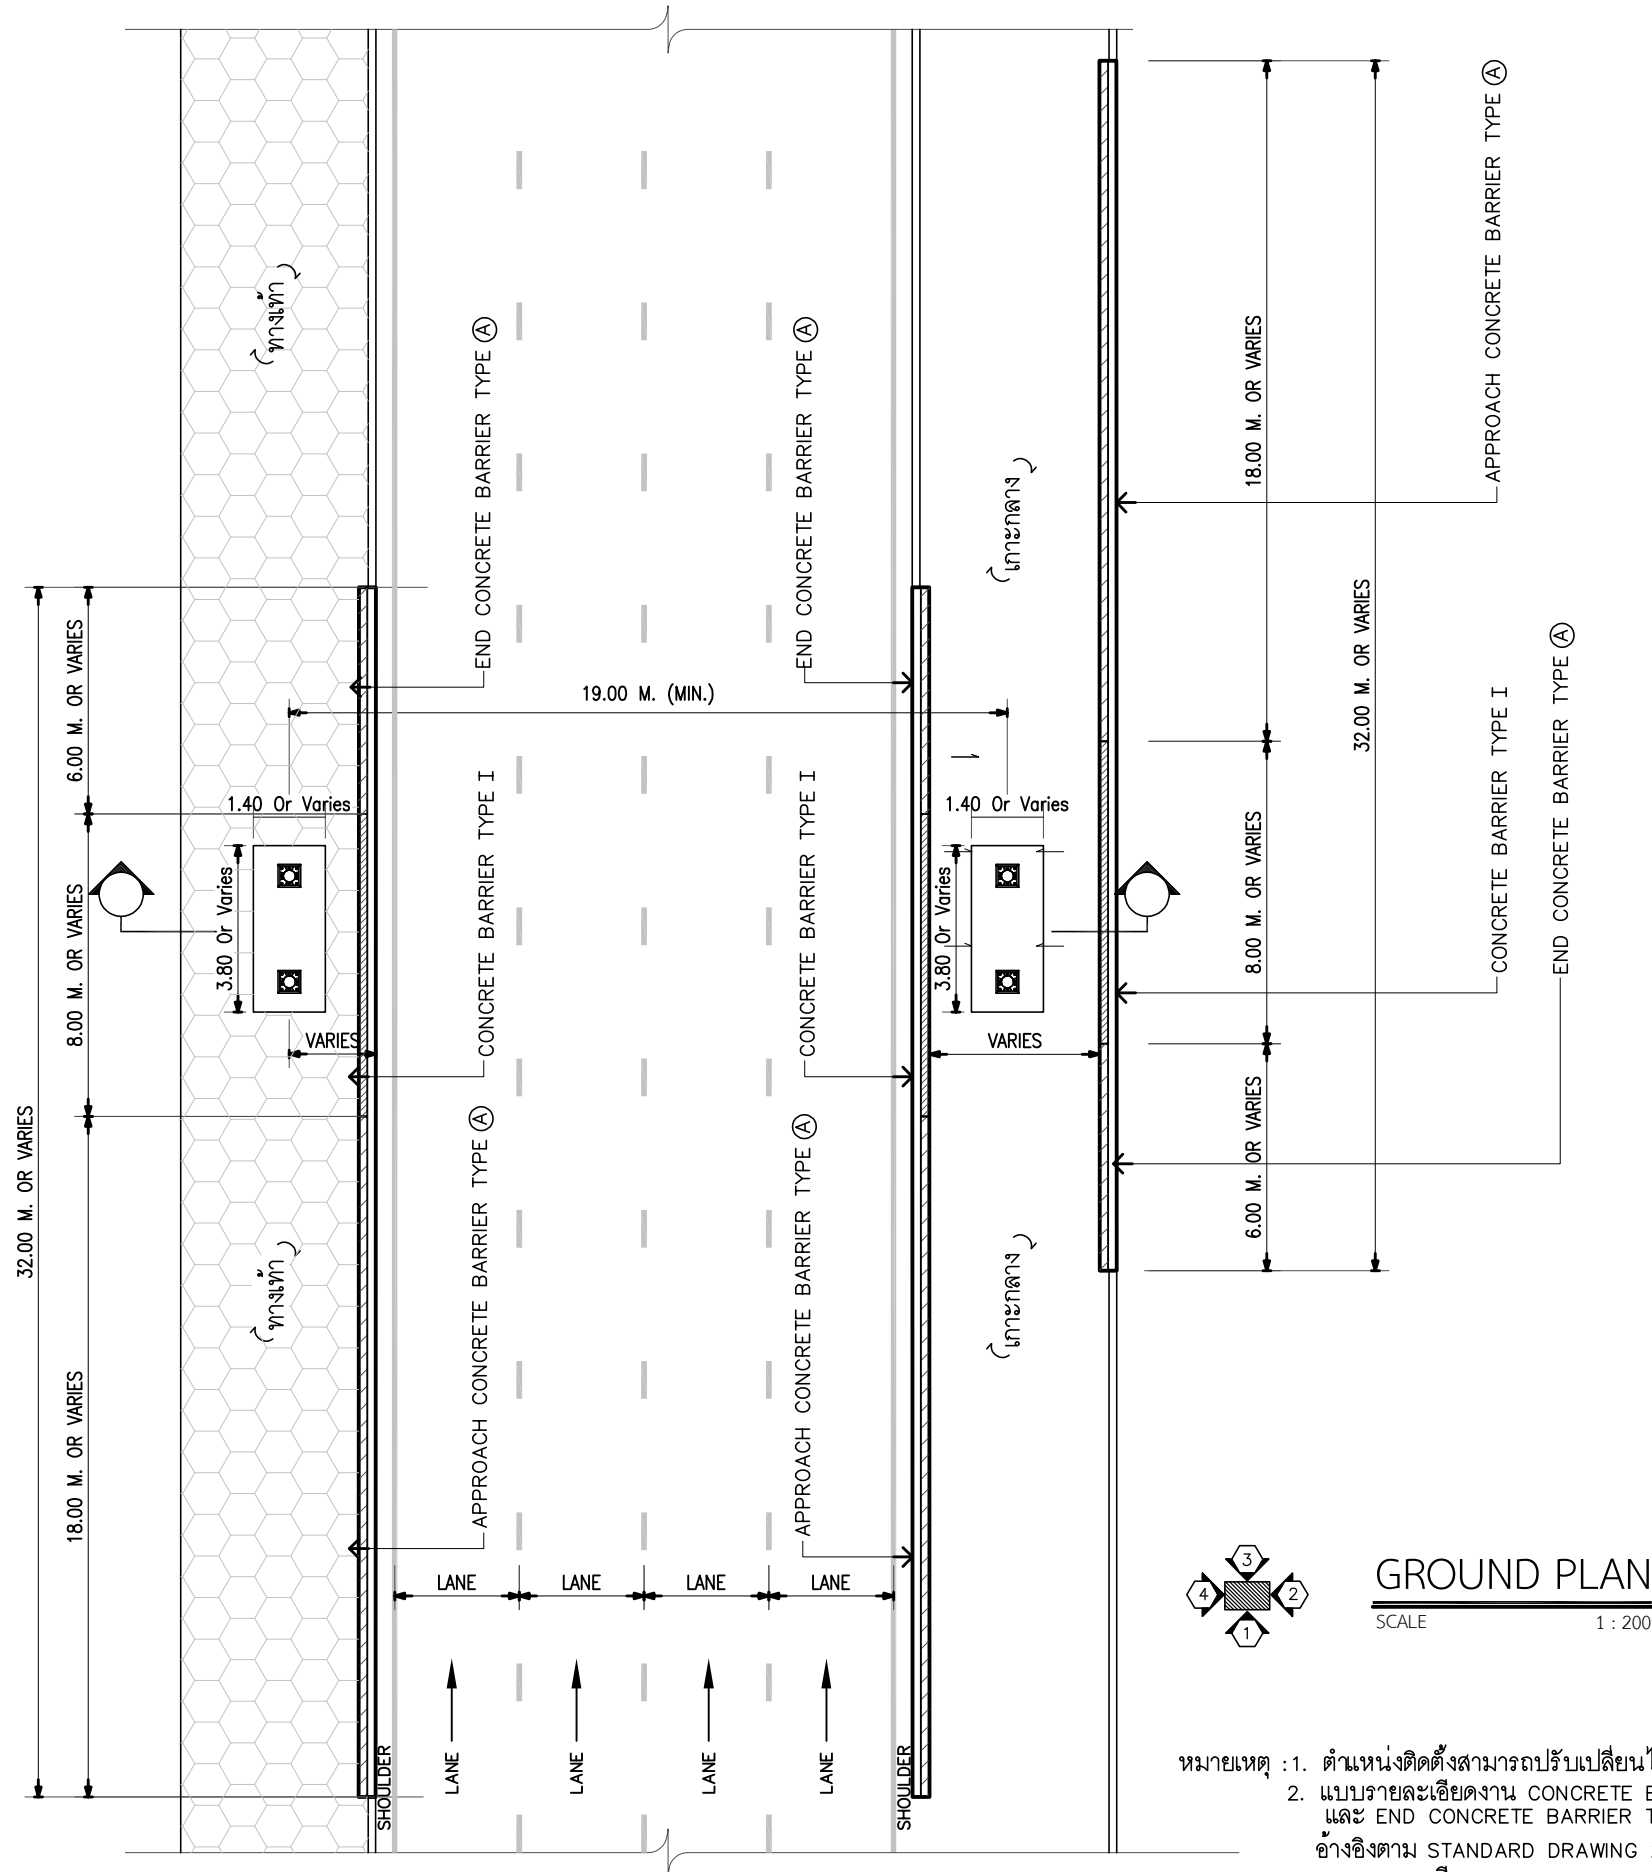 APPROACH CONCRETE BARRIER TYPE A
END CONCRETE BARRIER TYPE A
END CONCRETE BARRIER TYPE A
(ทางเท้า)
(เกาะกลาง)
18.00 M. OR VARIES
32.00 M. OR VARIES
6.00 M. OR VARIES
19.00 M. (MIN.)
END CONCRETE BARRIER TYPE A
CONCRETE BARRIER TYPE I
CONCRETE BARRIER TYPE I
CONCRETE BARRIER TYPE I
1.40 Or Varies
1.40 Or Varies
3.80 Or Varies
3.80 Or Varies
8.00 M. OR VARIES
8.00 M. OR VARIES
VARIES
VARIES
32.00 M. OR VARIES
6.00 M. OR VARIES
APPROACH CONCRETE BARRIER TYPE A
APPROACH CONCRETE BARRIER TYPE A
(ทางเท้า)
(เกาะกลาง)
18.00 M. OR VARIES
LANE
LANE
LANE
LANE
3
4
2
1
GROUND PLAN
SCALE 1 : 200
SHOULDER
LANE
LANE
LANE
LANE
SHOULDER
หมายเหตุ :1. ตำแหน่งติดตั้งสามารถปรับเปลี่ยน
2. แบบรายละเอียดงาน CONCRETE
และ END CONCRETE BARRIER
อ้างอิงตาม STANDARD DRAWING